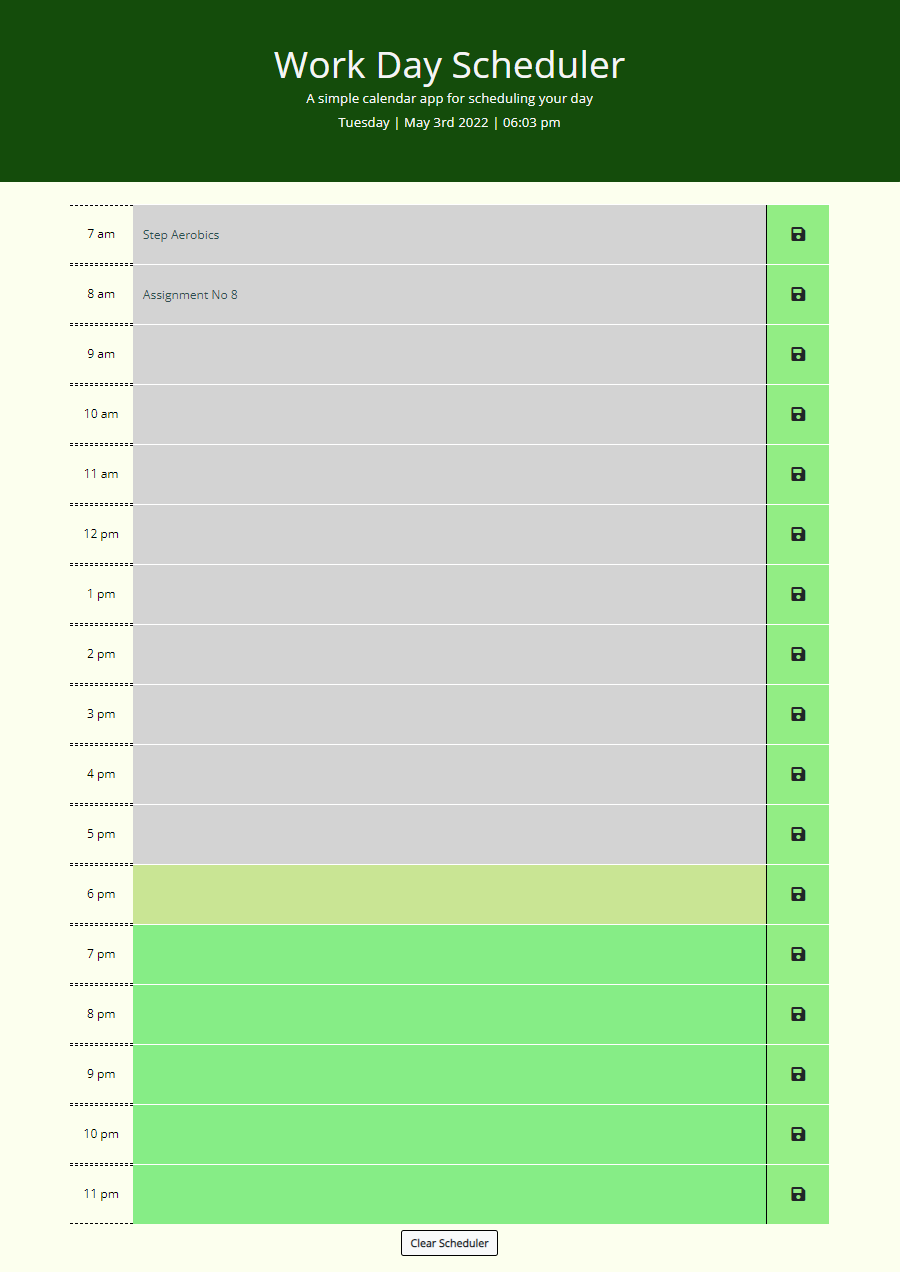 Work Day Scheduler
A simple calendar app for scheduling your day
Tuesday | May 3rd 2022 | 06:03 pm
7 am Step Aerobics
8 am Assignment No 8
9 am
10 am
11 am
12 pm
1 pm
2 pm
3 pm
4 pm
5 pm
6 pm
7 pm
8 pm
9 pm
10 pm
11 pm
Clear Scheduler